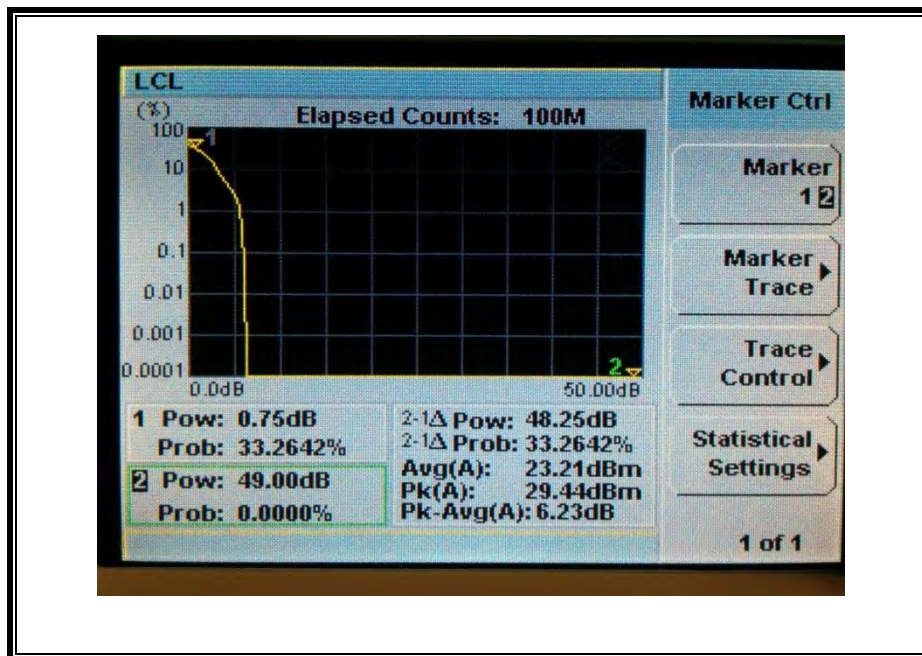 LCL
(%)
Elapsed Counts: 100M
100
1
10
1
0.1
0.01
0.001
0.0001
2
0.0dB
50.00dB
1 Pow: 0.75dB
Prob: 33.2642%
2 Pow: 49.00dB
Prob: 0.0000%
2-1Δ Pow: 48.25dB
2-1Δ Prob: 33.2642%
Avg(A): 23.21dBm
Pk(A): 29.44dBm
Pk-Avg(A): 6.23dB
Marker Ctrl
Marker
1 2
Marker
Trace
Trace
Control
Statistical
Settings
1 of 1